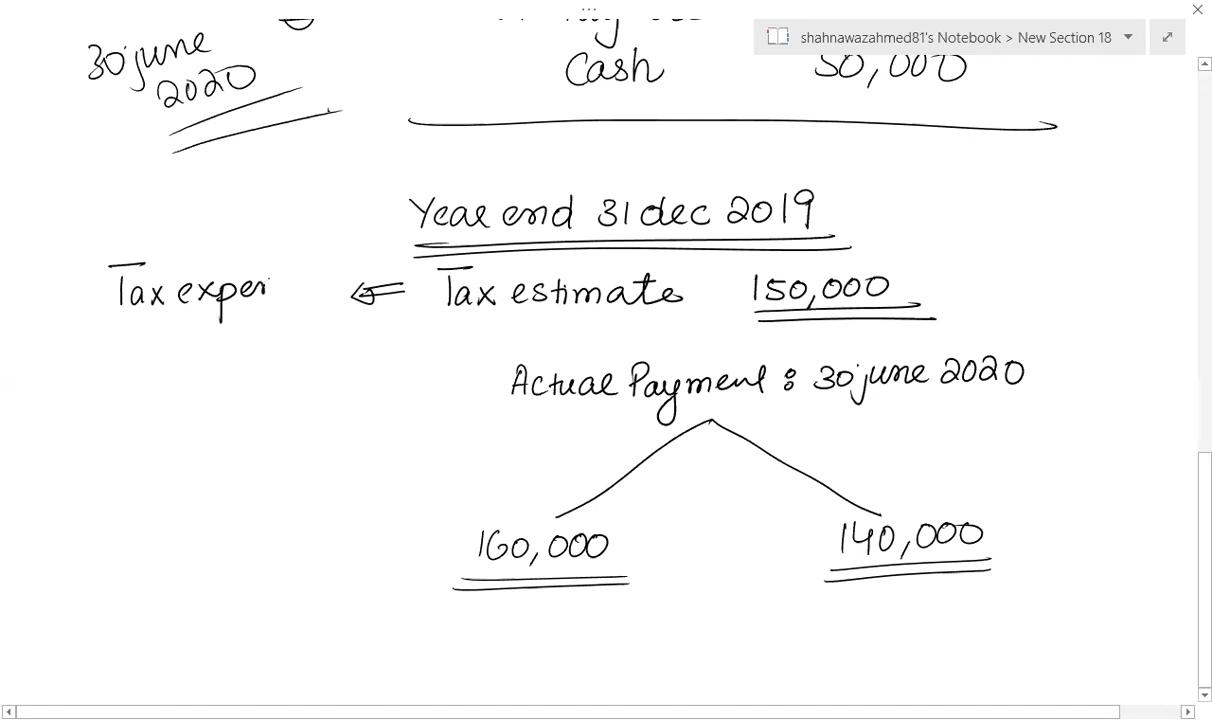 shahnawazahmed81's Notebook > New Section 18
30 june
2020
Cash 50,000
Year end 31 dec 2019
Tax experi <= Tax estimate 150,000
Actual Payment : 30 june 2020
160,000 140,000